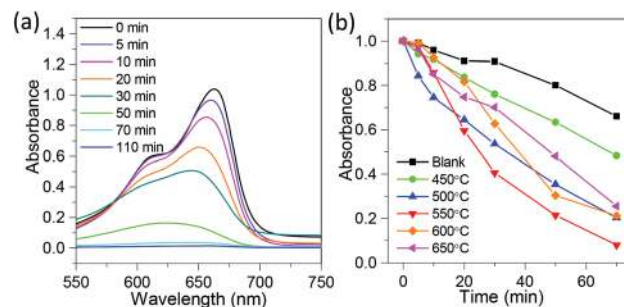 (a)
0 min
5 min
10 min
20 min
30 min
50 min
70 min
110 min
1.4
1.2
1.0
0.8
0.6
0.4
0.2
0.0
Absorbance
550 600 650 700 750
Wavelength (nm)
(b)
1.0
0.8
0.6
0.4
0.2
0.0
Absorbance
Blank
450°C
500°C
550°C
600°C
650°C
0 20 40 60
Time (min)